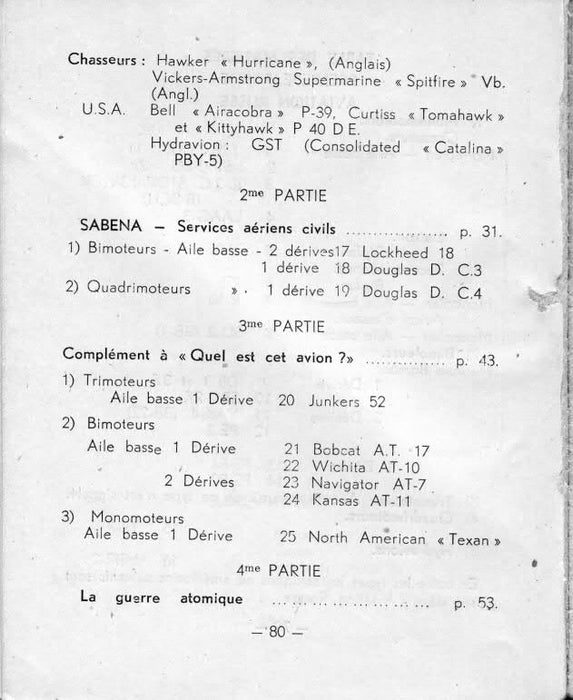 Chasseurs : Hawker « Hurricane », (Anglais)
Vickers-Armstrong Supermarine « Spitfire » Vb.
(Angl.)
U.S.A. Bell « Airacobra » P-39, Curtiss « Tomahawk »
et « Kittyhawk » P 40 D E.
Hydravion : GST (Consolidated « Catalina »
PBY-5)
2me PARTIE
SABENA — Services aériens civils .................... p. 31.
1) Bimoteurs - Aile basse - 2 dérives17 Lockheed 18
1 dérive 18 Douglas D. C.3
2) Quadrimoteurs » . 1 dérive 19 Douglas D. C.4
3me PARTIE
Complément à « Quel est cet avion ?» ................ p. 43.
1) Trimoteurs
Aile basse 1 Dérive 20 Junkers 52
2) Bimoteurs
Aile basse 1 Dérive 21 Bobcat A.T. 17
22 Wichita AT-10
2 Dérives 23 Navigator AT-7
24 Kansas AT-11
3) Monomoteurs
Aile basse 1 Dérive 25 North American « Texan »
4me PARTIE
La guerre atomique .......................... p. 53.
— 80 —